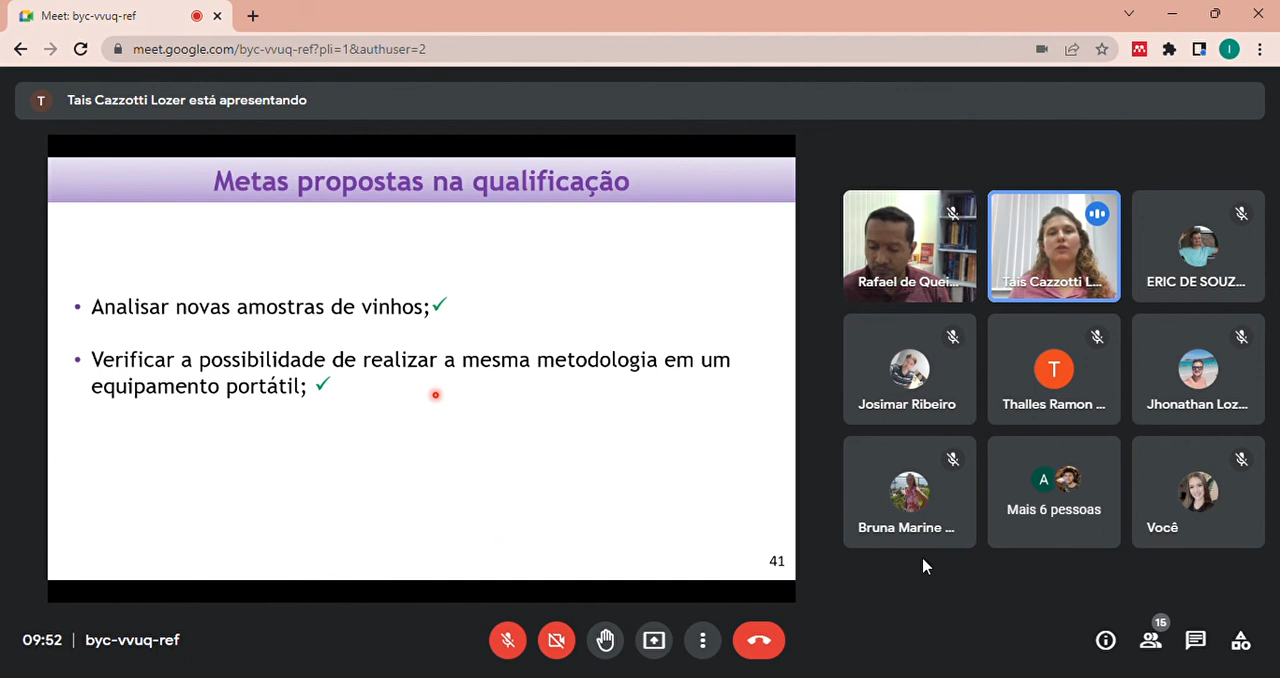 Meet: byc-vvuq-ref
meet.google.com/byc-vvuq-ref?pli=1&authuser=2
I
T
Tais Cazzotti Lozer está apresentando
Metas propostas na qualificação
• Analisar novas amostras de vinhos;✓
• Verificar a possibilidade de realizar a mesma metodologia em um
equipamento portátil; ✓
41
Rafael de Quei...
Tais Cazzotti L...
ERIC DE SOUZ...
Josimar Ribeiro
T
Thalles Ramon ...
Jhonathan Loz...
Bruna Marine ...
A
Mais 6 pessoas
Você
09:52 | byc-vvuq-ref
15